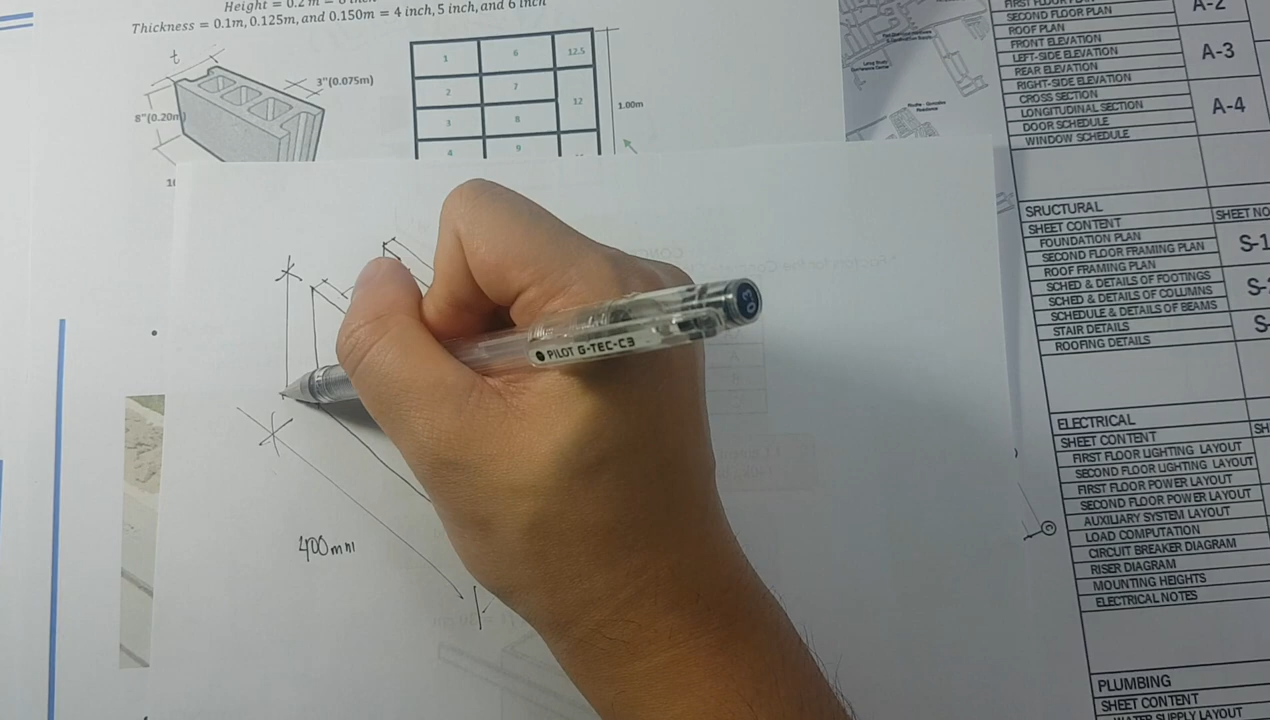 Height = 0.2 m = 8 inch
Thickness = 0.1m, 0.125m, and 0.150m = 4 inch, 5 inch, and 6 inch
t
3"(0.075m)
8"(0.20m)
1 6 12.5
2 7
12
3 8
4 9
1.00m
400mm
PILOT G-TEC-C3
0.3
C
SECOND FLOOR PLAN
ROOF PLAN
FRONT ELEVATION
LEFT-SIDE ELEVATION
REAR ELEVATION
RIGHT-SIDE ELEVATION
CROSS SECTION
LONGITUDINAL SECTION
DOOR SCHEDULE
WINDOW SCHEDULE
A-2
A-3
A-4
SRUCTURAL
SHEET CONTENT SHEET NO
FOUNDATION PLAN
SECOND FLOOR FRAMING PLAN
ROOF FRAMING PLAN
SCHED & DETAILS OF FOOTINGS
SCHED & DETAILS OF COLUMNS
SCHEDULE & DETAILS OF BEAMS
STAIR DETAILS
ROOFING DETAILS
S-1
S-
S-
ELECTRICAL
SHEET CONTENT SH
FIRST FLOOR LIGHTING LAYOUT
SECOND FLOOR LIGHTING LAYOUT
FIRST FLOOR POWER LAYOUT
SECOND FLOOR POWER LAYOUT
AUXILIARY SYSTEM LAYOUT
LOAD COMPUTATION
CIRCUIT BREAKER DIAGRAM
RISER DIAGRAM
MOUNTING HEIGHTS
ELECTRICAL NOTES
PLUMBING
SHEET CONTENT
WATER SUPPLY LAYOUT